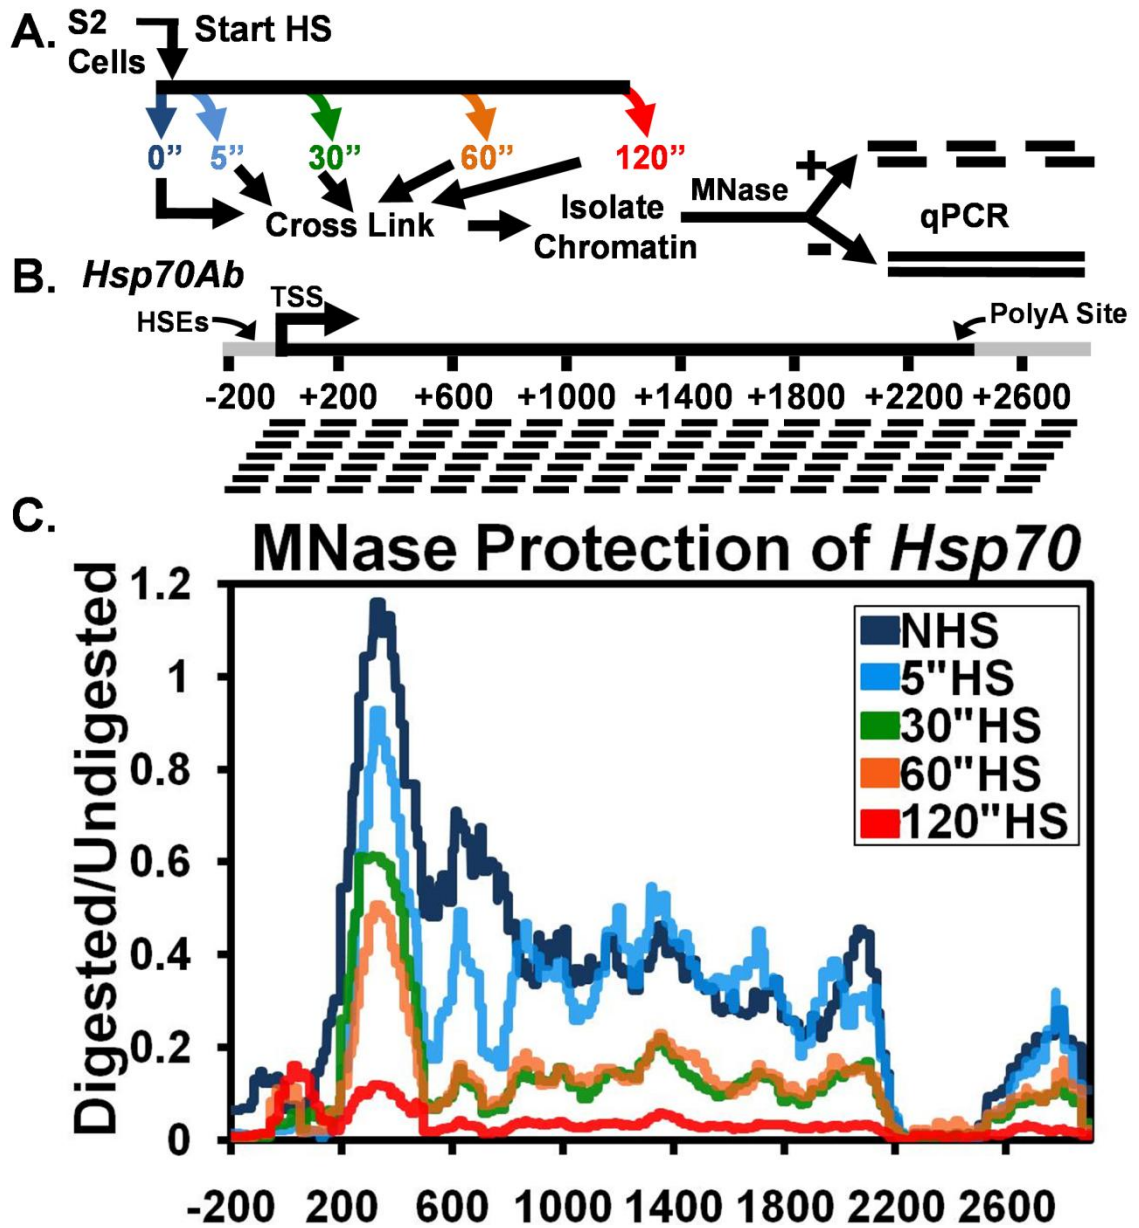 A.
S2
Cells
Start HS
0” 5” 30” 60” 120”
Cross Link
Isolate
Chromatin
MNase
+
-
qPCR
B.
Hsp70Ab
HSEs
TSS
PolyA Site
-200 +200 +600 +1000 +1400 +1800 +2200 +2600
C.
MNase Protection of Hsp70
Digested/Undigested
1.2
1
0.8
0.6
0.4
0.2
0
NHS
5"HS
30"HS
60"HS
120"HS
-200 200 600 1000 1400 1800 2200 2600